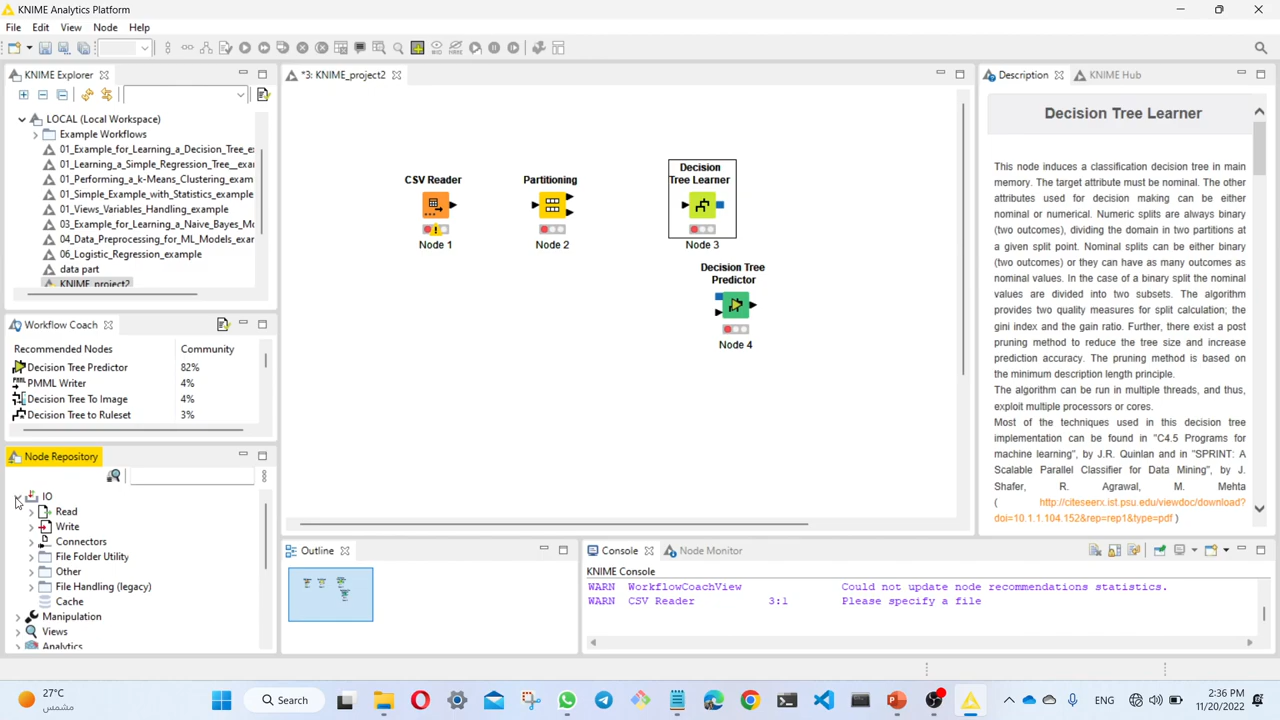 KNIME Analytics Platform
File Edit View Node Help
KNIME Explorer
LOCAL (Local Workspace)
Example Workflows
01_Example_for_Learning_a_Decision_Tree_e
01_Learning_a_Simple_Regression_Tree__exa
01_Performing_a_k-Means_Clustering_exam
01_Simple_Example_with_Statistics_example
01_Views_Variables_Handling_example
03_Example_for_Learning_a_Naive_Bayes_Mo
04_Data_Preprocessing_for_ML_Models_exam
06_Logistic_Regression_example
data part
KNIME_project2
Workflow Coach
Recommended Nodes Community
Decision Tree Predictor 82%
PMML Writer 4%
Decision Tree To Image 4%
Decision Tree to Ruleset 3%
Node Repository
IO
Read
Write
Connectors
File Folder Utility
Other
File Handling (legacy)
Cache
Manipulation
Views
Analytics
*3: KNIME_project2
CSV Reader
Node 1
Partitioning
Node 2
Decision
Tree Learner
Node 3
Decision Tree
Predictor
Node 4
Outline
Console
Node Monitor
KNIME Console
WARN WorkflowCoachView Could not update node recommendations statistics.
WARN CSV Reader 3:1 Please specify a file
Description
KNIME Hub
Decision Tree Learner
This node induces a classification decision tree in main
memory. The target attribute must be nominal. The other
attributes used for decision making can be either
nominal or numerical. Numeric splits are always binary
(two outcomes), dividing the domain in two partitions at
a given split point. Nominal splits can be either binary
(two outcomes) or they can have as many outcomes as
nominal values. In the case of a binary split the nominal
values are divided into two subsets. The algorithm
provides two quality measures for split calculation; the
gini index and the gain ratio. Further, there exist a post
pruning method to reduce the tree size and increase
prediction accuracy. The pruning method is based on
the minimum description length principle.
The algorithm can be run in multiple threads, and thus,
exploit multiple processors or cores.
Most of the techniques used in this decision tree
implementation can be found in "C4.5 Programs for
machine learning", by J.R. Quinlan and in "SPRINT: A
Scalable Parallel Classifier for Data Mining", by J.
Shafer, R. Agrawal, M. Mehta
( http://citeseerx.ist.psu.edu/viewdoc/download?
doi=10.1.1.104.152&rep=rep1&type=pdf )
27°C
مشمس
Search
ENG
2:36 PM
11/20/2022